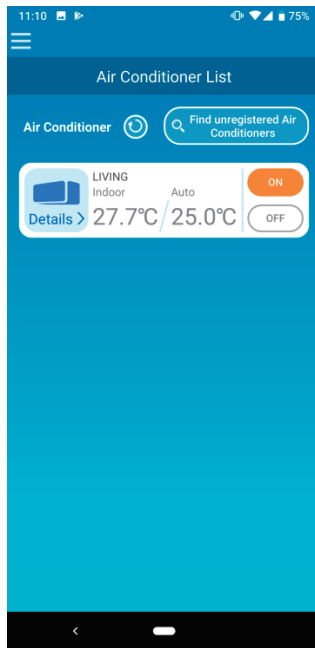 11:10 75%
Air Conditioner List
Air Conditioner
Find unregistered Air
Conditioners
LIVING
Indoor Auto
Details > 27.7℃ / 25.0℃
ON
OFF